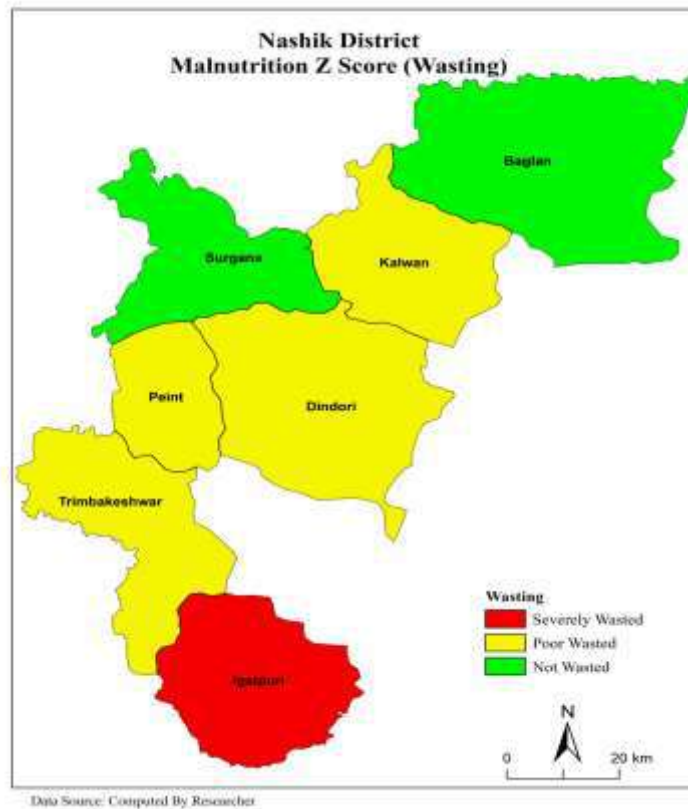 Nashik District
Malnutrition Z Score (Wasting)
Baglan
Surgana
Kalwan
Peint
Dindori
Trimbakeshwar
Igatpuri
Wasting
Severely Wasted
Poor Wasted
Not Wasted
N
0 20 km
Data Source: Computed By Researcher